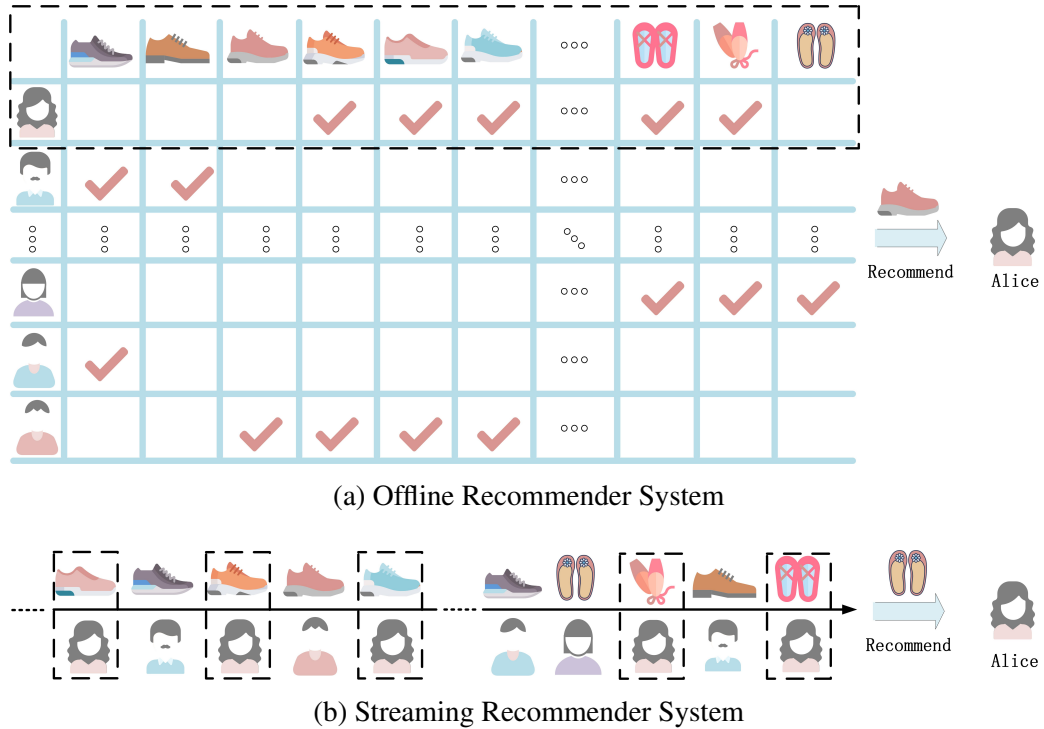 Recommend
Alice
(a) Offline Recommender System
Recommend
Alice
(b) Streaming Recommender System